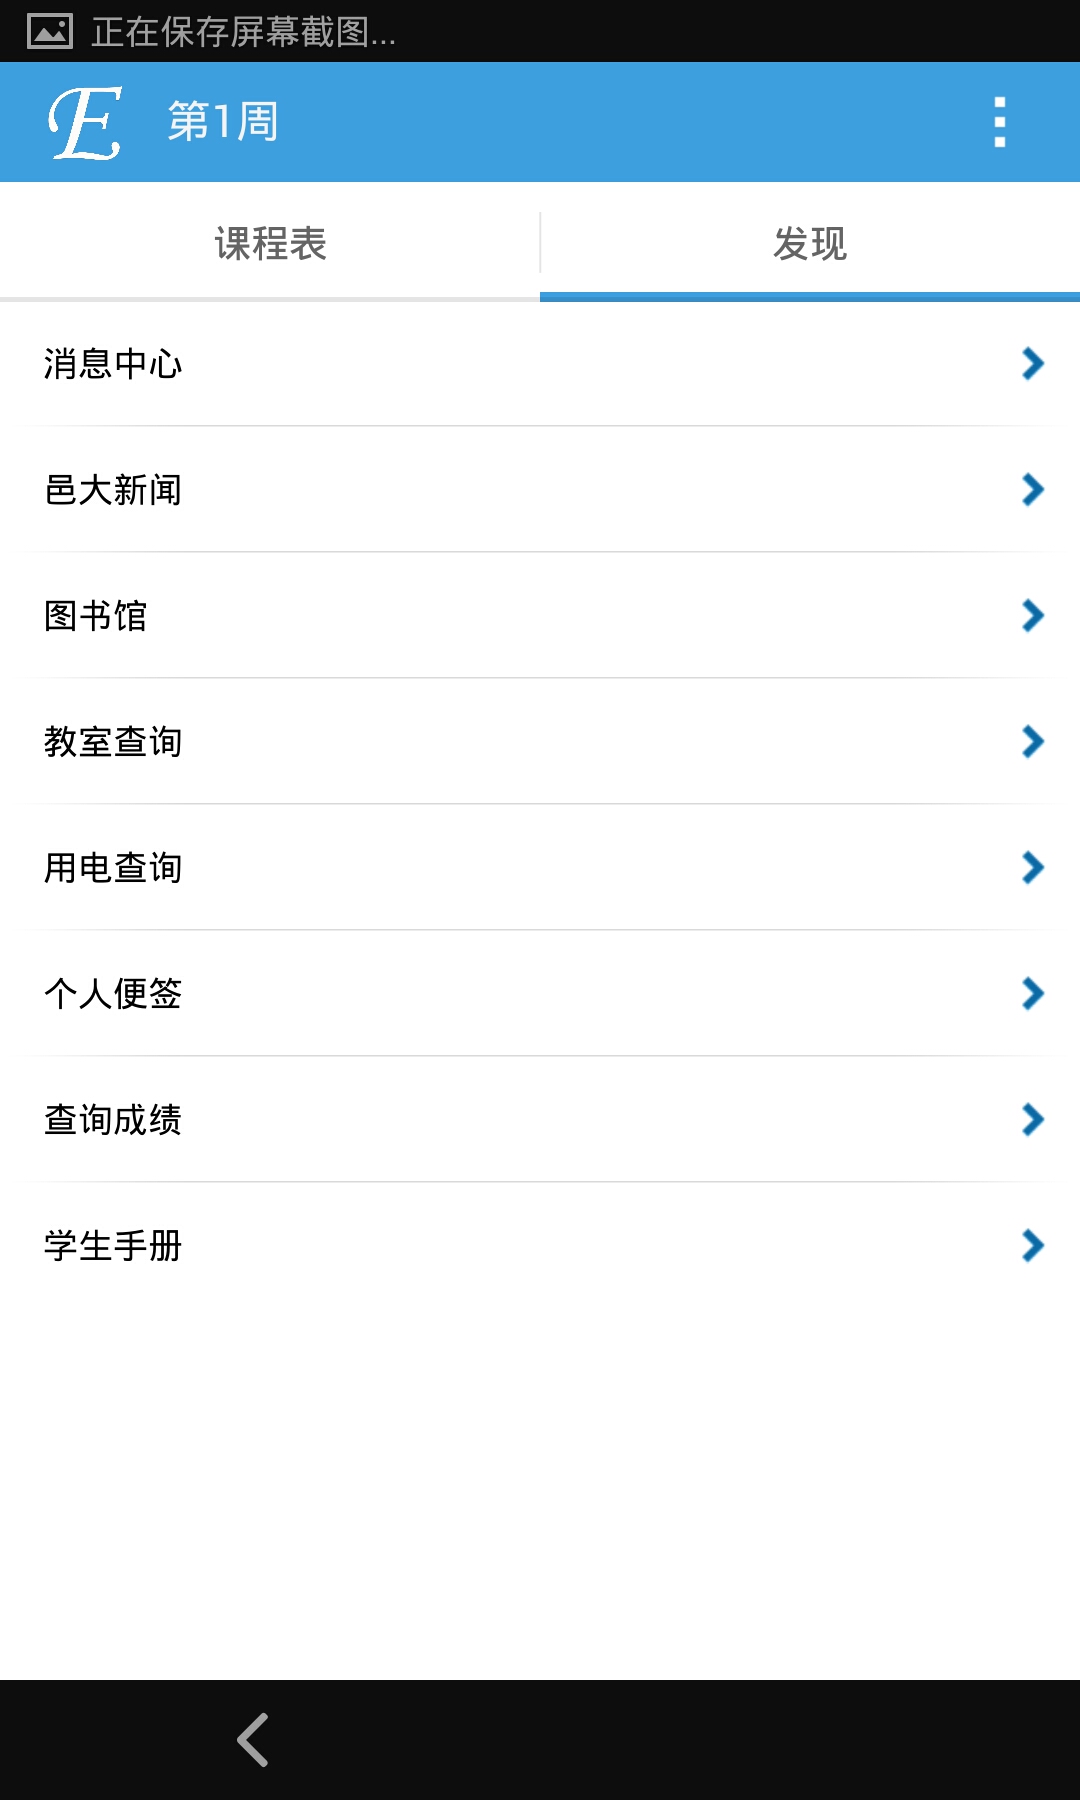 正在保存屏幕截图...
E 第1周
课程表 发现
消息中心
邑大新闻
图书馆
教室查询
用电查询
个人便签
查询成绩
学生手册